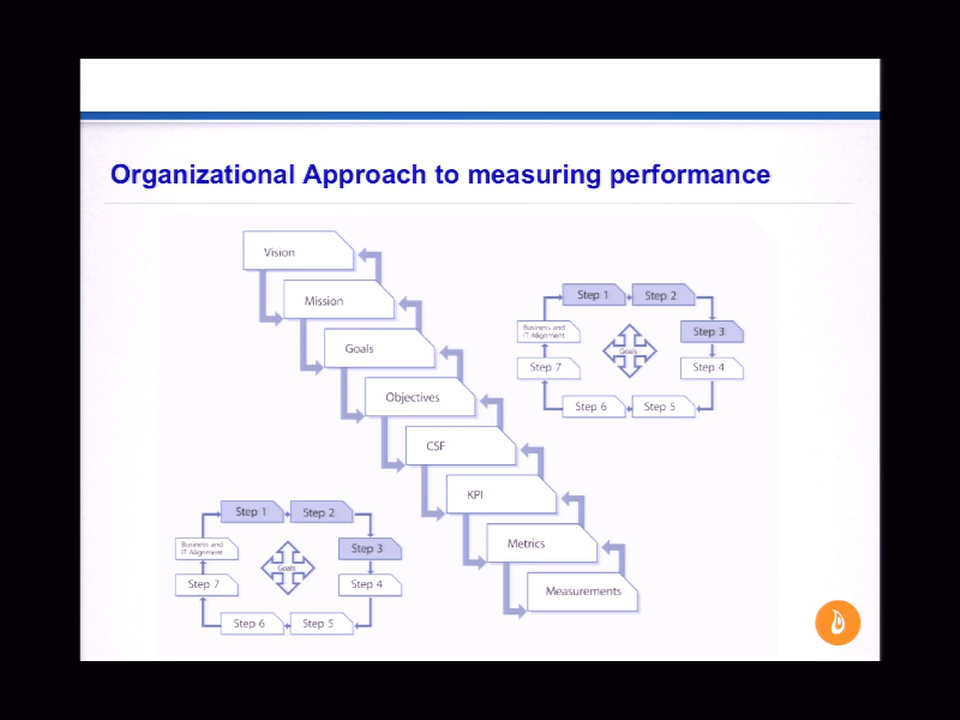 Organizational Approach to measuring performance
Vision
Mission
Goals
Objectives
CSF
KPI
Metrics
Measurements
Step 1
Step 2
Step 3
Step 4
Step 5
Step 6
Step 7
Business and
IT Alignment
Goals
Step 1
Step 2
Step 3
Step 4
Step 5
Step 6
Step 7
Business and
IT Alignment
Goals